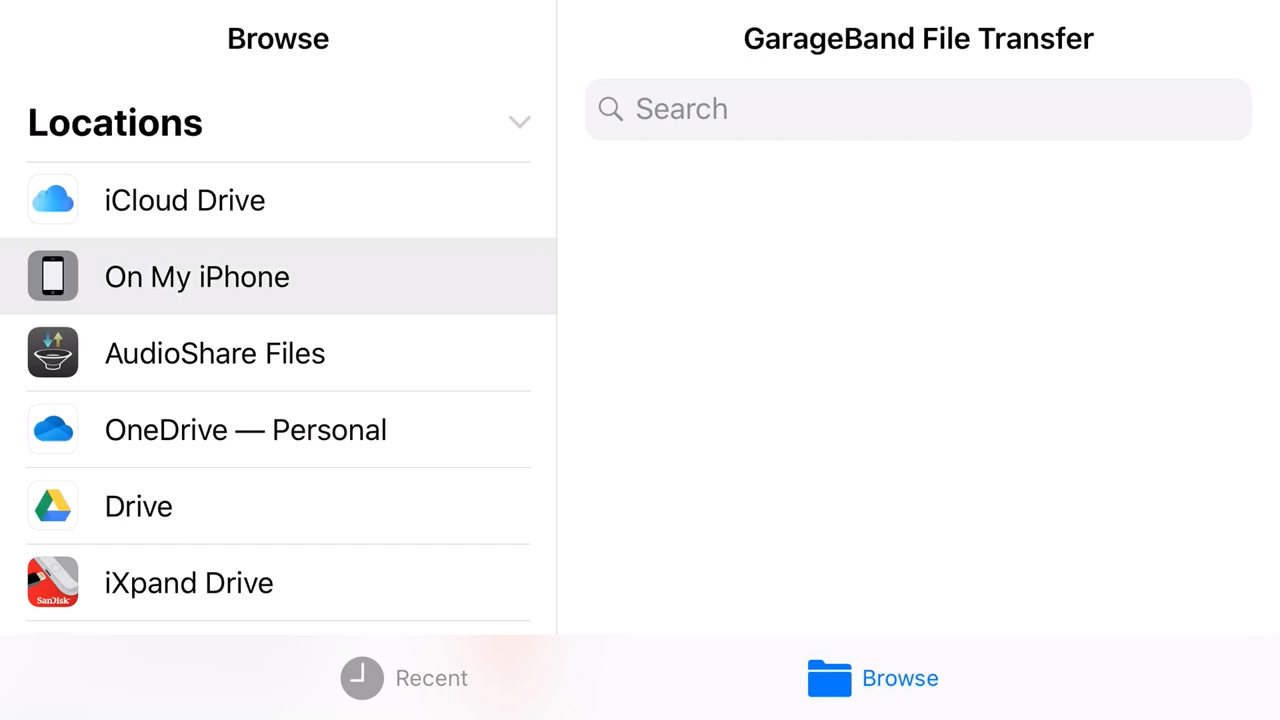 Browse
Locations
iCloud Drive
On My iPhone
AudioShare Files
OneDrive — Personal
Drive
iXpand Drive
SanDisk
GarageBand File Transfer
Search
Recent
Browse